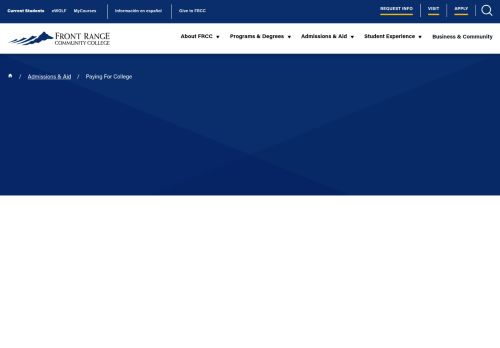 Current Students eWOLF MyCourses Información en español Give to FRCC REQUEST INFO VISIT APPLY
FRONT RANGE
COMMUNITY COLLEGE
About FRCC Programs & Degrees Admissions & Aid Student Experience Business & Community
/ Admissions & Aid / Paying For College